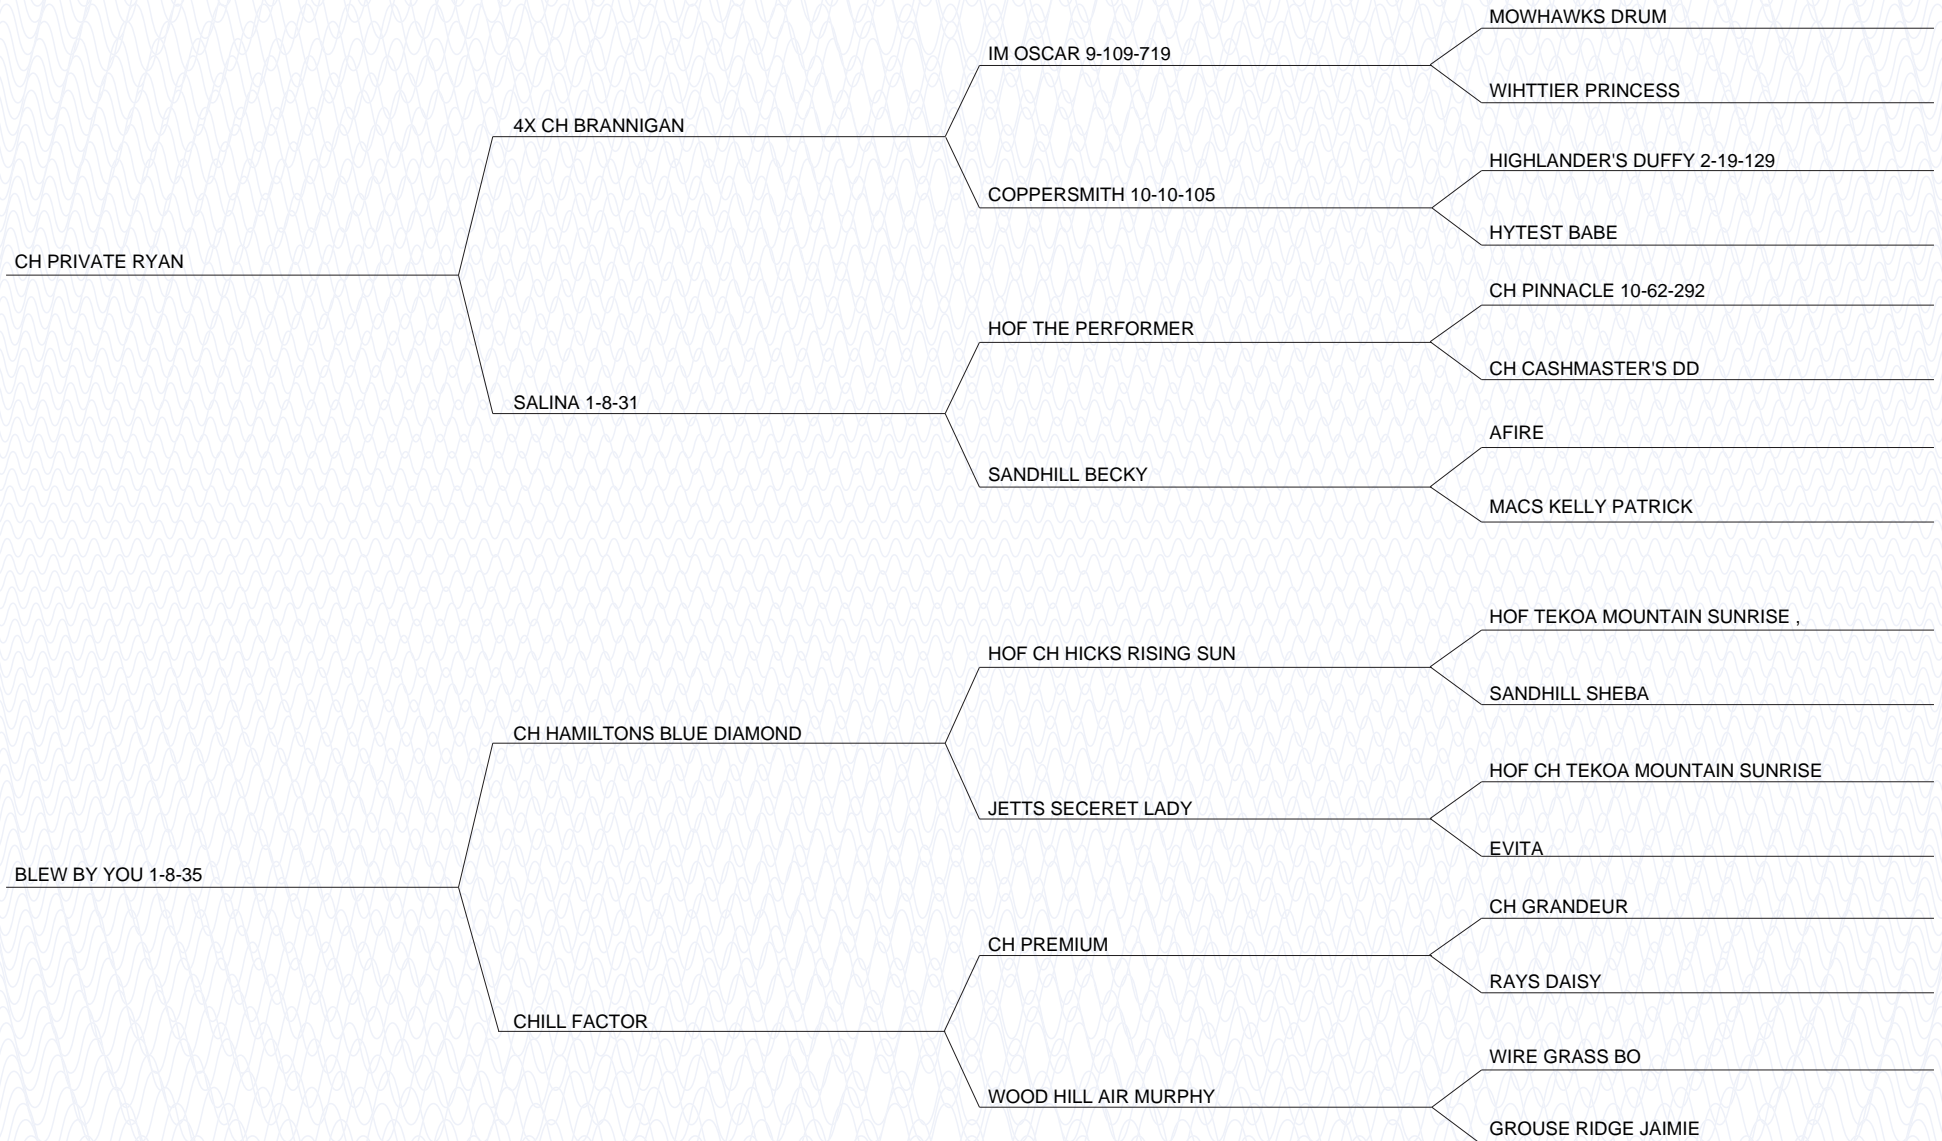 MOWHAWKS DRUM
IM OSCAR 9-109-719
WIHTTIER PRINCESS
4X CH BRANNIGAN
HIGHLANDER'S DUFFY 2-19-129
COPPERSMITH 10-10-105
HYTEST BABE
CH PRIVATE RYAN
CH PINNACLE 10-62-292
HOF THE PERFORMER
CH CASHMASTER'S DD
SALINA 1-8-31
AFIRE
SANDHILL BECKY
MACS KELLY PATRICK
HOF TEKOA MOUNTAIN SUNRISE ,
HOF CH HICKS RISING SUN
SANDHILL SHEBA
CH HAMILTONS BLUE DIAMOND
HOF CH TEKOA MOUNTAIN SUNRISE
JETTS SECERET LADY
EVITA
BLEW BY YOU 1-8-35
CH GRANDEUR
CH PREMIUM
RAYS DAISY
CHILL FACTOR
WIRE GRASS BO
WOOD HILL AIR MURPHY
GROUSE RIDGE JAIMIE